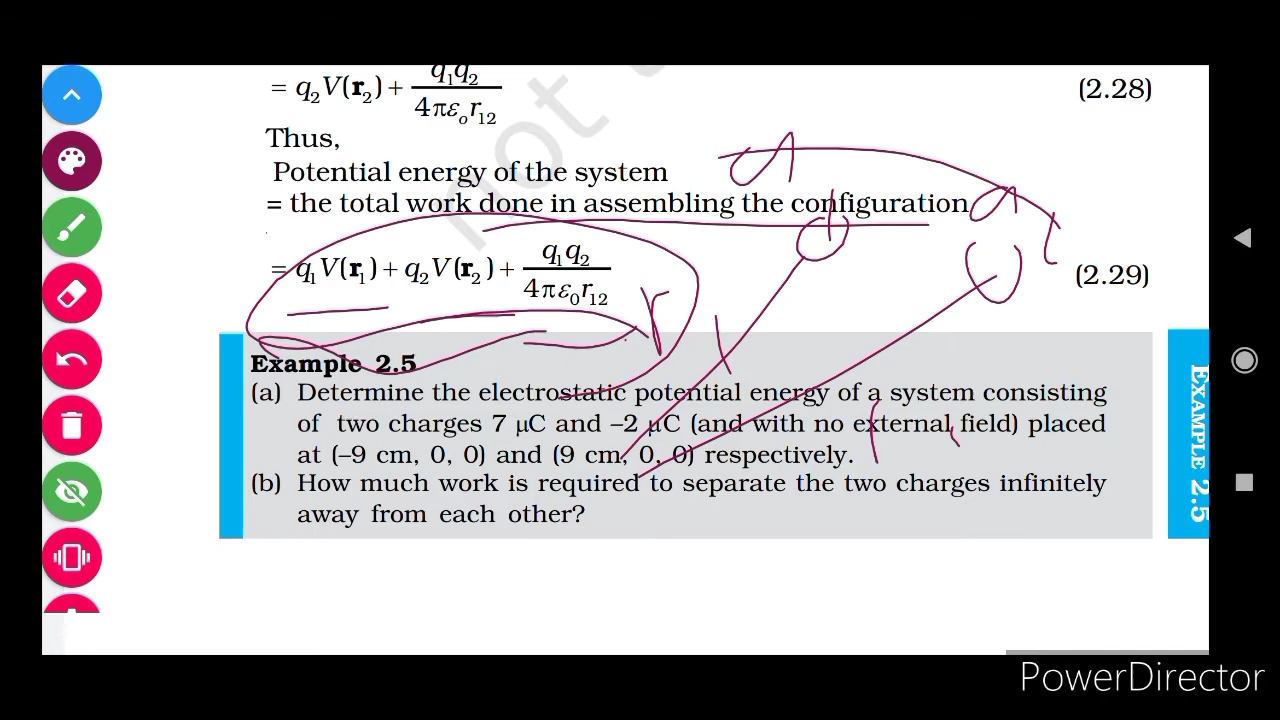 = q₂V(r₂) + q₁q₂ / 4πε₀r₁₂ (2.28)
Thus,
Potential energy of the system
= the total work done in assembling the configuration
= q₁V(r₁) + q₂V(r₂) + q₁q₂ / 4πε₀r₁₂ (2.29)
Example 2.5
(a) Determine the electrostatic potential energy of a system consisting
of two charges 7 μC and –2 μC (and with no external field) placed
at (–9 cm, 0, 0) and (9 cm, 0, 0) respectively.
(b) How much work is required to separate the two charges infinitely
away from each other?
EXAMPLE 2.5
not
PowerDirector